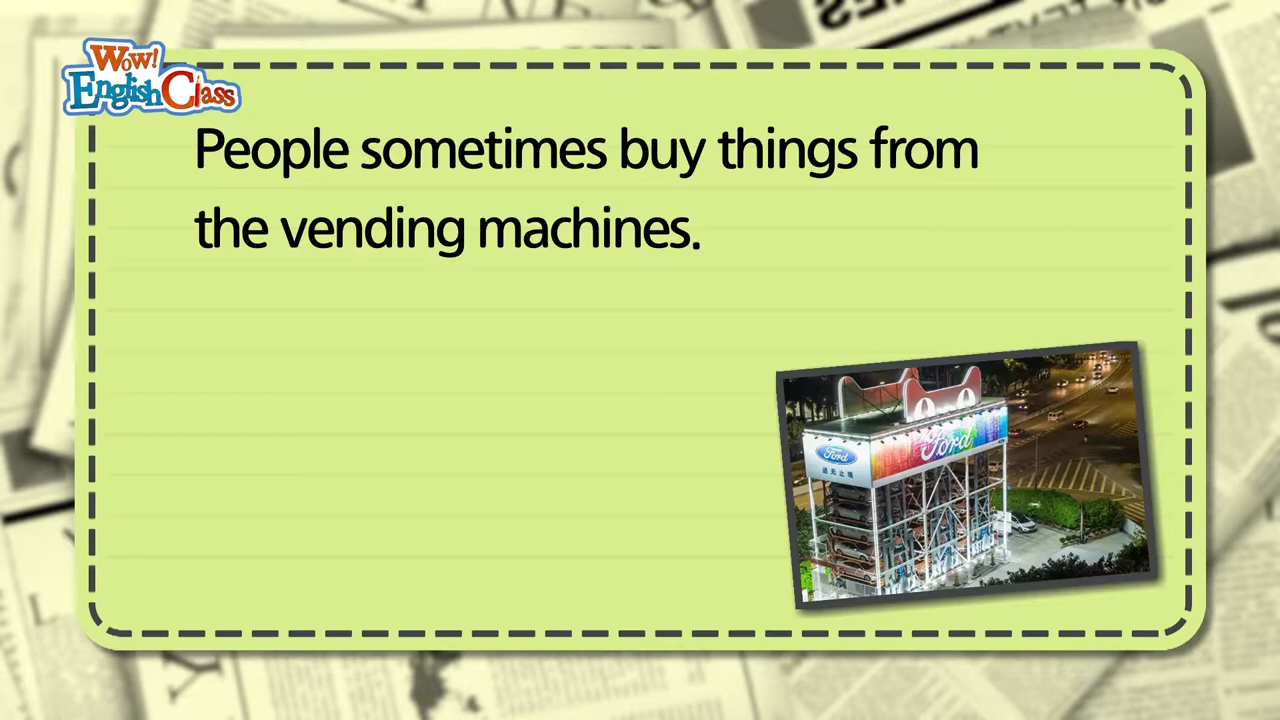 Wow!
English Class
People sometimes buy things from
the vending machines.
Ford
Ford